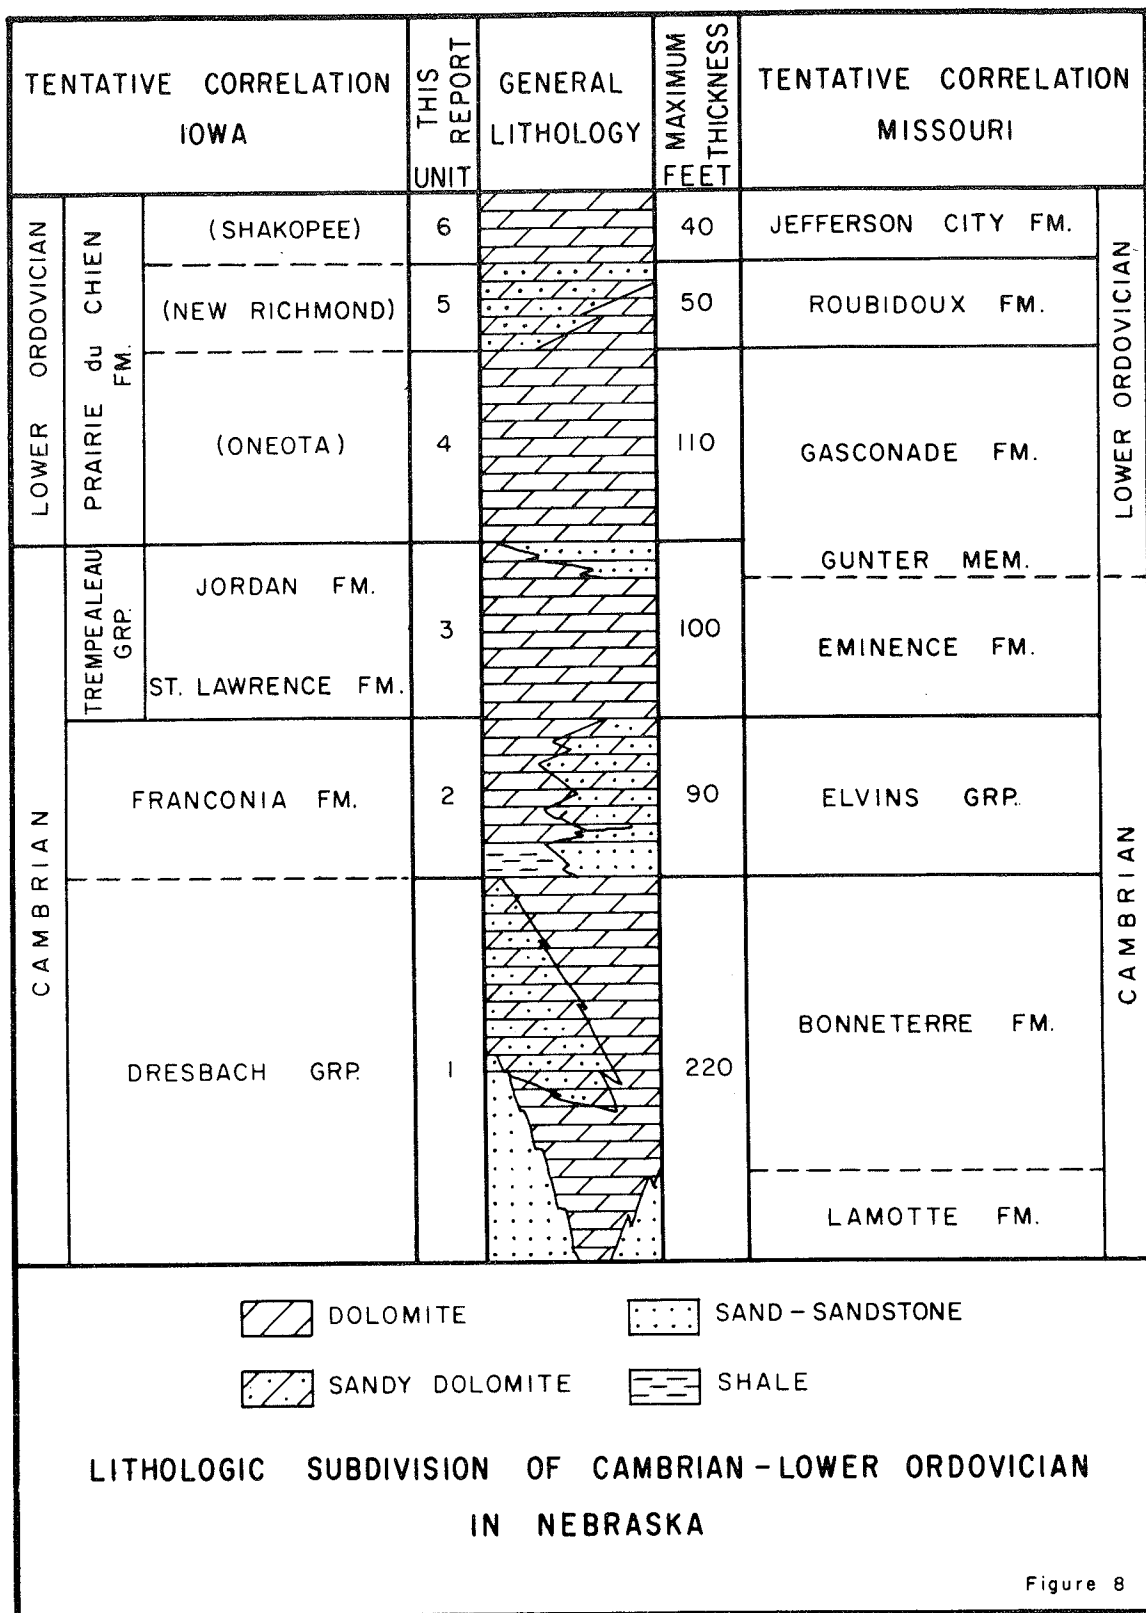 TENTATIVE CORRELATION
IOWA
THIS
REPORT
UNIT
GENERAL
LITHOLOGY
MAXIMUM
THICKNESS
FEET
TENTATIVE CORRELATION
MISSOURI
LOWER ORDOVICIAN
PRAIRIE du CHIEN
FM.
(SHAKOPEE)
6
40
JEFFERSON CITY FM.
(NEW RICHMOND)
5
50
ROUBIDOUX FM.
(ONEOTA)
4
110
GASCONADE FM.
GUNTER MEM.
LOWER ORDOVICIAN
CAMBRIAN
TREMPEALEAU
GRP.
JORDAN FM.
ST. LAWRENCE FM.
3
100
EMINENCE FM.
FRANCONIA FM.
2
90
ELVINS GRP.
DRESBACH GRP.
1
220
BONNETERRE FM.
LAMOTTE FM.
CAMBRIAN
DOLOMITE
SAND-SANDSTONE
SANDY DOLOMITE
SHALE
LITHOLOGIC SUBDIVISION OF CAMBRIAN-LOWER ORDOVICIAN
IN NEBRASKA
Figure 8